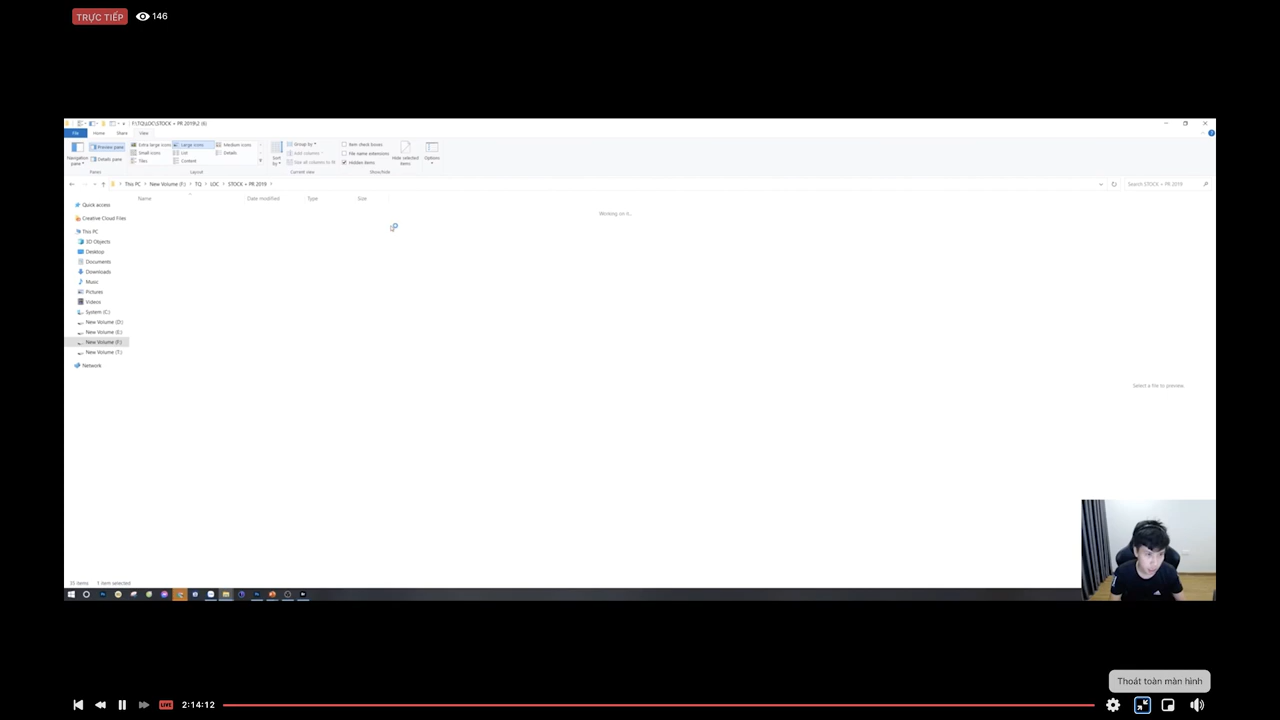 TRỰC TIẾP 146
F:\TQ\LOC\STOCK + PR 2019\2 (6)
File Home Share View
Preview pane Extra large icons Large icons Medium icons Group by Item check boxes
Details pane Small icons List Details Add columns File name extensions
Navigation pane Tiles Content Sort by Size all columns to fit Hidden items Hide selected items Options
Panes Layout Current view Show/hide
This PC New Volume (F:) TQ LOC STOCK + PR 2019 Search STOCK + PR 2019
Name Date modified Type Size
Quick access
Working on it...
Creative Cloud Files
This PC
3D Objects
Desktop
Documents
Downloads
Music
Pictures
Videos
System (C:)
New Volume (D:)
New Volume (E:)
New Volume (F:)
New Volume (T:)
Network
Select a file to preview.
35 items 1 item selected
Thoát toàn màn hình
LIVE 2:14:12